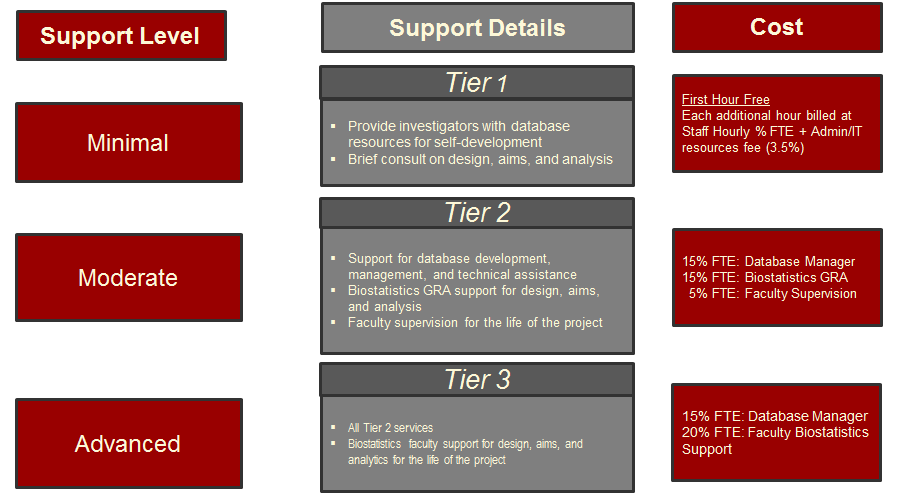 Support Level
Support Details
Cost
Minimal
Tier 1
▪ Provide investigators with database
resources for self-development
▪ Brief consult on design, aims, and analysis
First Hour Free
Each additional hour billed at
Staff Hourly % FTE + Admin/IT
resources fee (3.5%)
Moderate
Tier 2
▪ Support for database development,
management, and technical assistance
▪ Biostatistics GRA support for design, aims,
and analysis
▪ Faculty supervision for the life of the project
15% FTE: Database Manager
15% FTE: Biostatistics GRA
5% FTE: Faculty Supervision
Advanced
Tier 3
▪ All Tier 2 services
▪ Biostatistics faculty support for design, aims, and
analytics for the life of the project
15% FTE: Database Manager
20% FTE: Faculty Biostatistics
Support